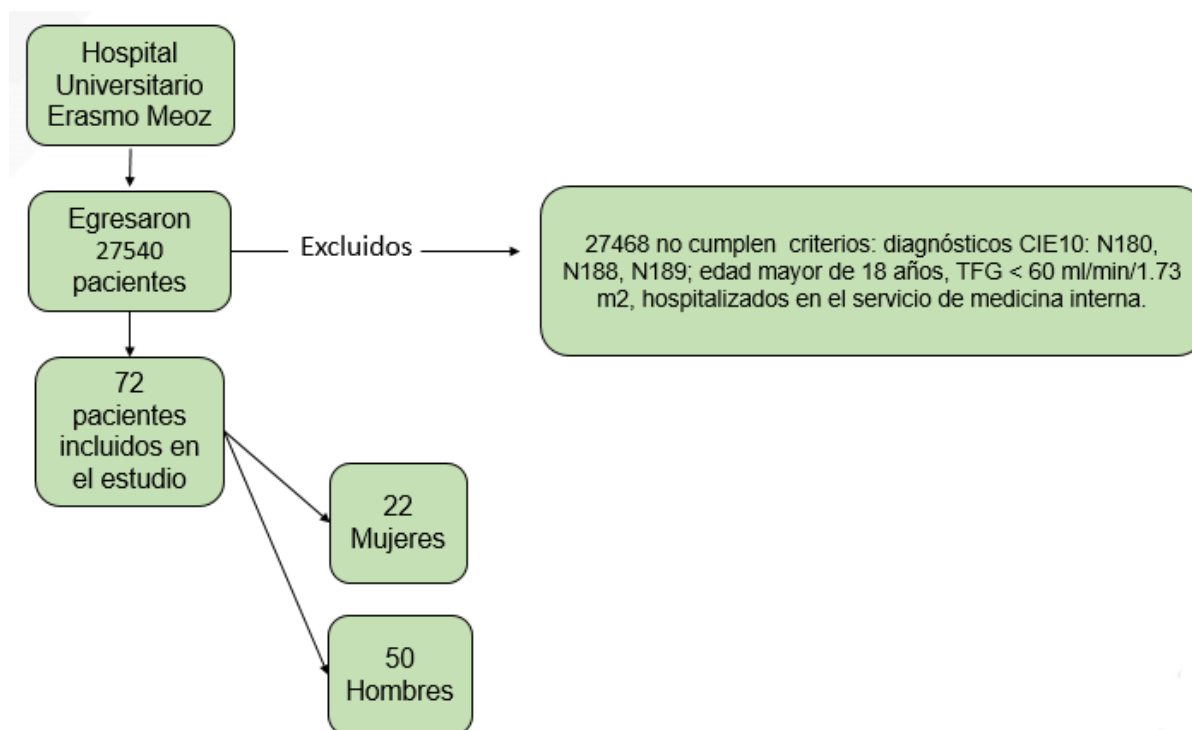 Hospital
Universitario
Erasmo Meoz
Egresaron
27540
pacientes
Excluidos
27468 no cumplen criterios: diagnósticos CIE10: N180,
N188, N189; edad mayor de 18 años, TFG < 60 ml/min/1.73
m2, hospitalizados en el servicio de medicina interna.
72
pacientes
incluidos en
el estudio
22
Mujeres
50
Hombres